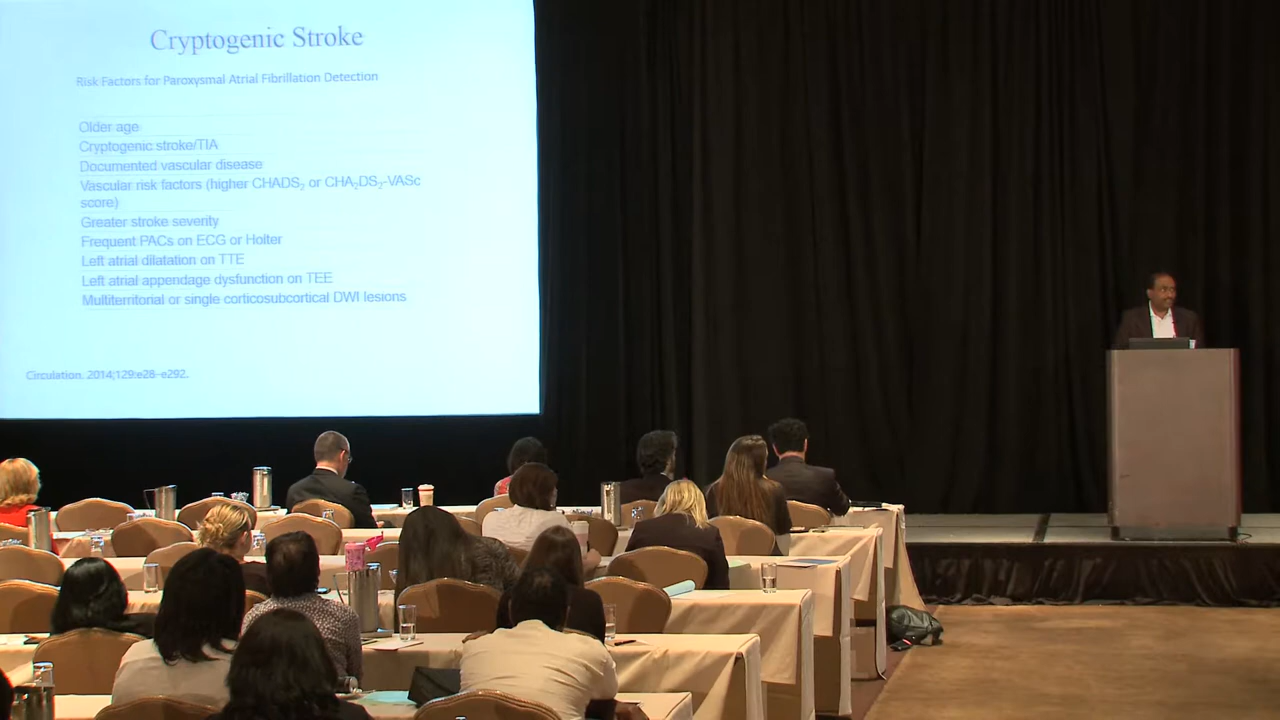 Cryptogenic Stroke
Risk Factors for Paroxysmal Atrial Fibrillation Detection
Older age
Cryptogenic stroke/TIA
Documented vascular disease
Vascular risk factors (higher CHADS₂ or CHA₂DS₂-VASc
score)
Greater stroke severity
Frequent PACs on ECG or Holter
Left atrial dilatation on TTE
Left atrial appendage dysfunction on TEE
Multiterritorial or single corticosubcortical DWI lesions
Circulation. 2014;129:e28-e292.